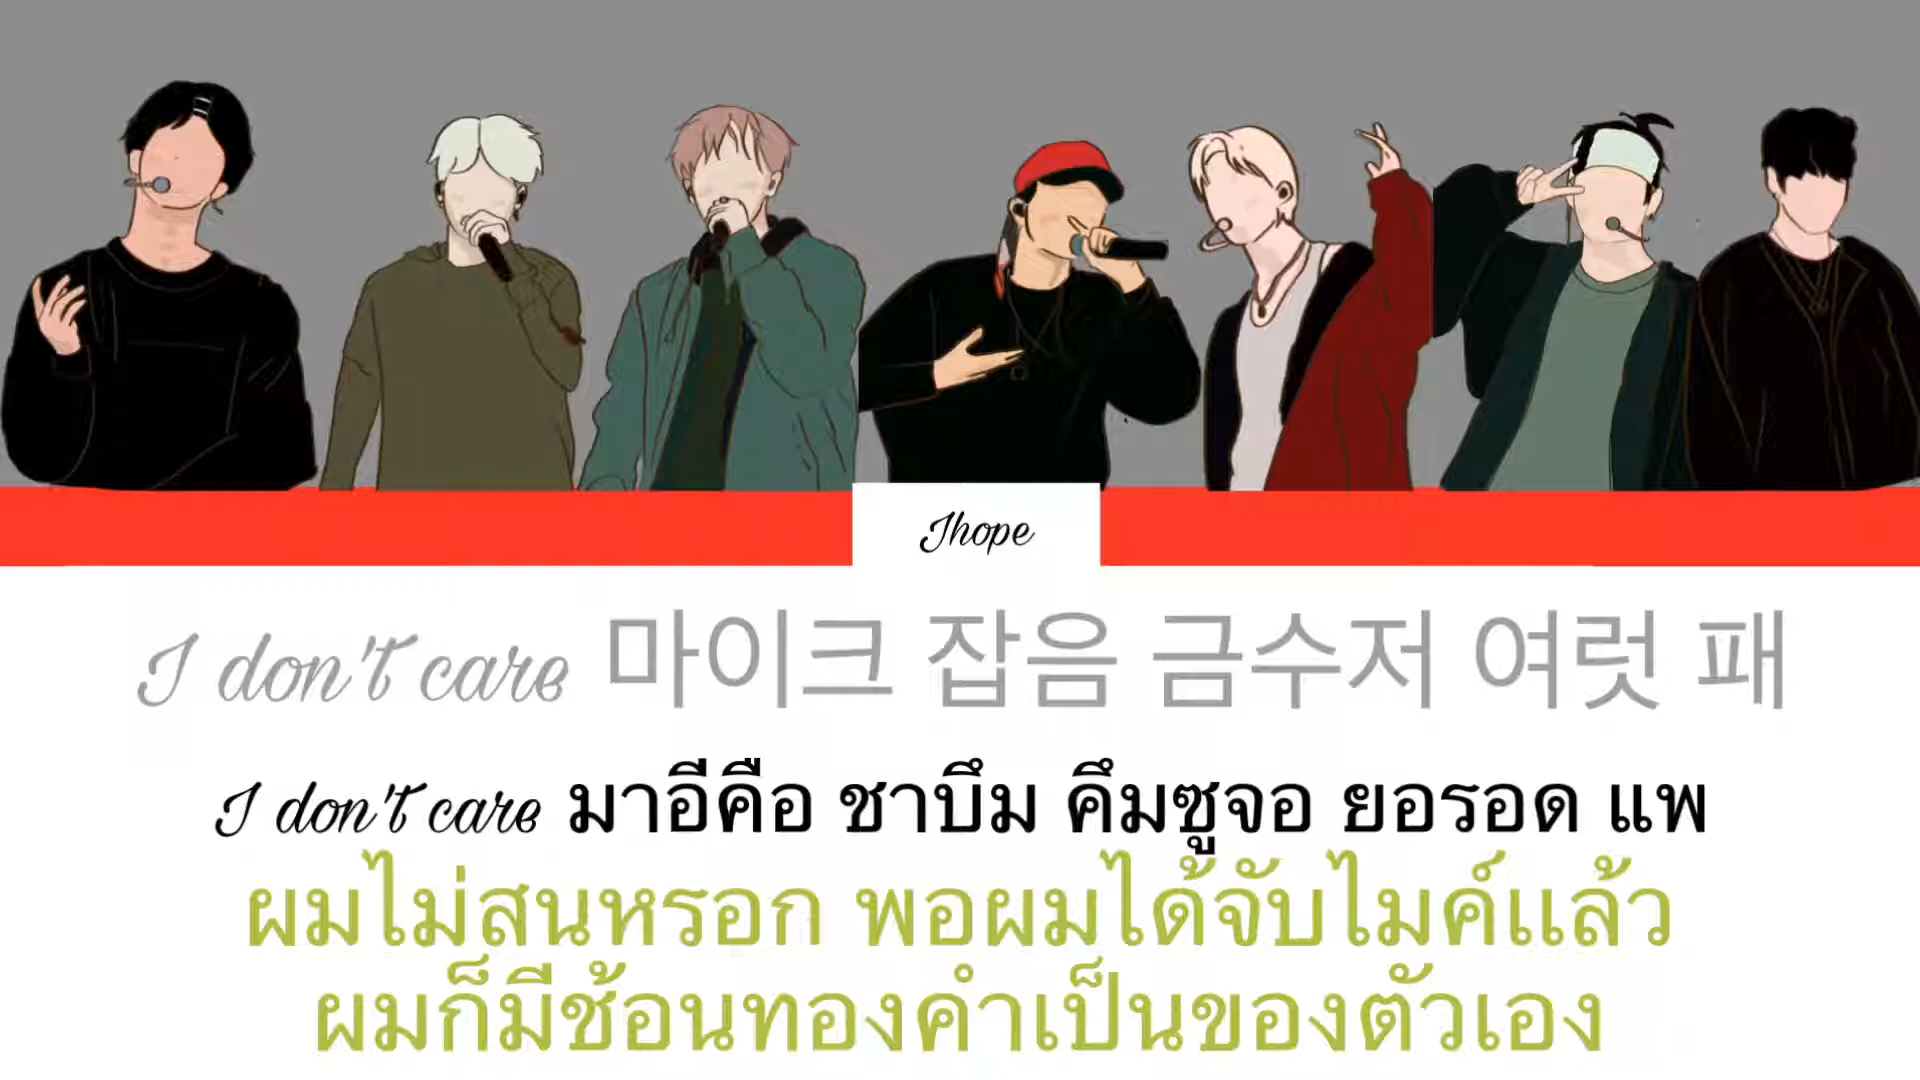 Jhope
I don't care 마이크 잡음 금수저 여럿 패
I don't care มาอีคือ ชาบึม คึมซูจอ ยอรอด แพ
ผมไม่สนหรอก พอผมได้จับไมค์แล้ว
ผมก็มีช้อนทองคำเป็นของตัวเอง